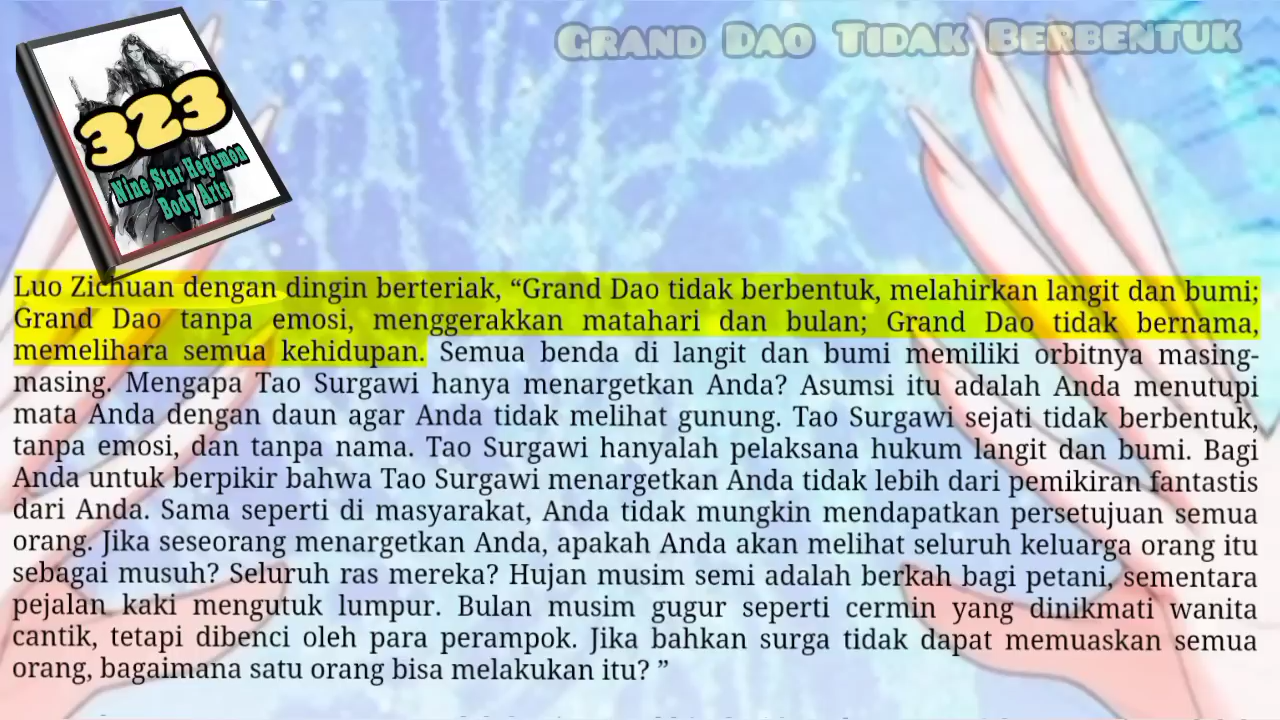 Grand Dao Tidak Berbentuk
323
Nine Star Hegemon
Body Arts
Luo Zichuan dengan dingin berteriak, “Grand Dao tidak berbentuk, melahirkan langit dan bumi;
Grand Dao tanpa emosi, menggerakkan matahari dan bulan; Grand Dao tidak bernama,
memelihara semua kehidupan. Semua benda di langit dan bumi memiliki orbitnya masing-
masing. Mengapa Tao Surgawi hanya menargetkan Anda? Asumsi itu adalah Anda menutupi
mata Anda dengan daun agar Anda tidak melihat gunung. Tao Surgawi sejati tidak berbentuk,
tanpa emosi, dan tanpa nama. Tao Surgawi hanyalah pelaksana hukum langit dan bumi. Bagi
Anda untuk berpikir bahwa Tao Surgawi menargetkan Anda tidak lebih dari pemikiran fantastis
dari Anda. Sama seperti di masyarakat, Anda tidak mungkin mendapatkan persetujuan semua
orang. Jika seseorang menargetkan Anda, apakah Anda akan melihat seluruh keluarga orang itu
sebagai musuh? Seluruh ras mereka? Hujan musim semi adalah berkah bagi petani, sementara
pejalan kaki mengutuk lumpur. Bulan musim gugur seperti cermin yang dinikmati wanita
cantik, tetapi dibenci oleh para perampok. Jika bahkan surga tidak dapat memuaskan semua
orang, bagaimana satu orang bisa melakukan itu? ”